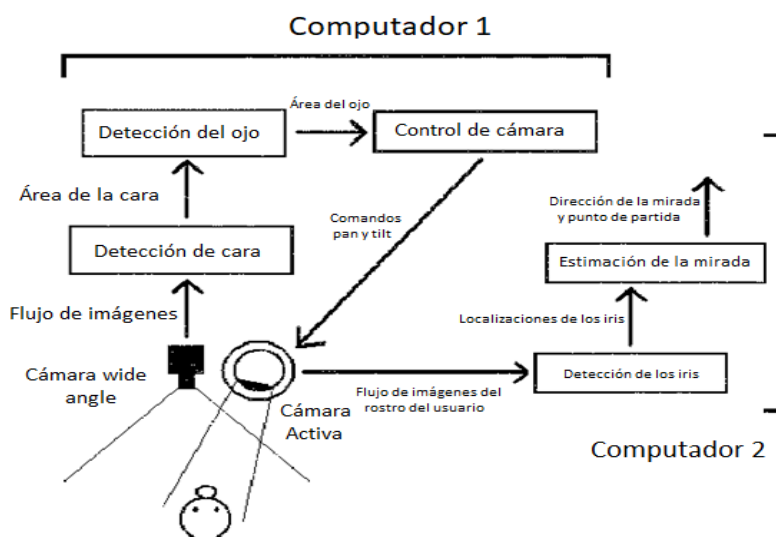 Computador 1
Área del ojo
Detección del ojo
Control de cámara
Área de la cara
Comandos
pan y tilt
Dirección de la mirada
y punto de partida
Detección de cara
Estimación de la mirada
Flujo de imágenes
Localizaciones de los iris
Cámara wide
angle
Cámara
Activa
Flujo de imágenes del
rostro del usuario
Detección de los iris
Computador 2